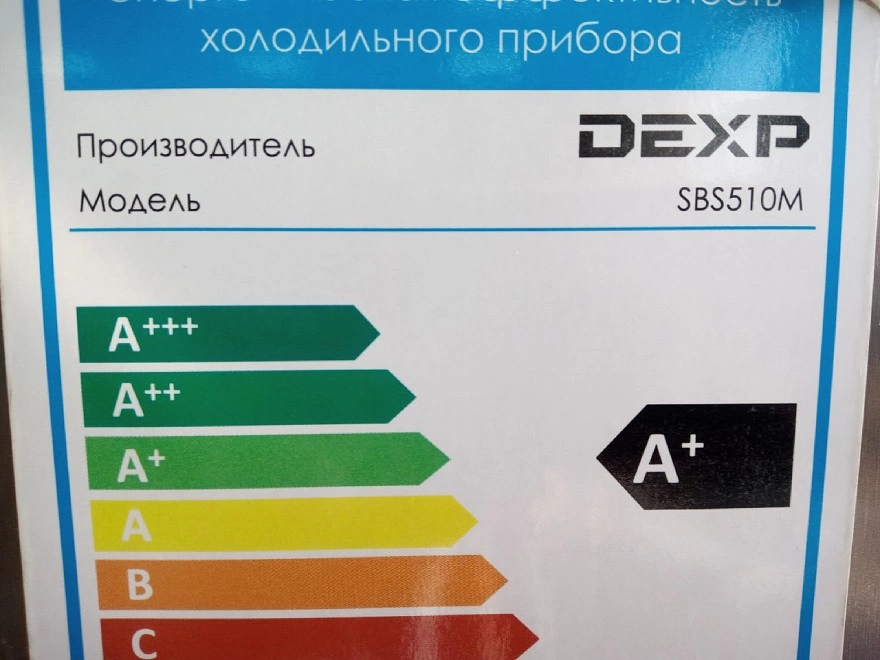 холодильного прибора
Производитель DEXP
Модель SBS510M
A+++
A++
A+
A+
A
B
C